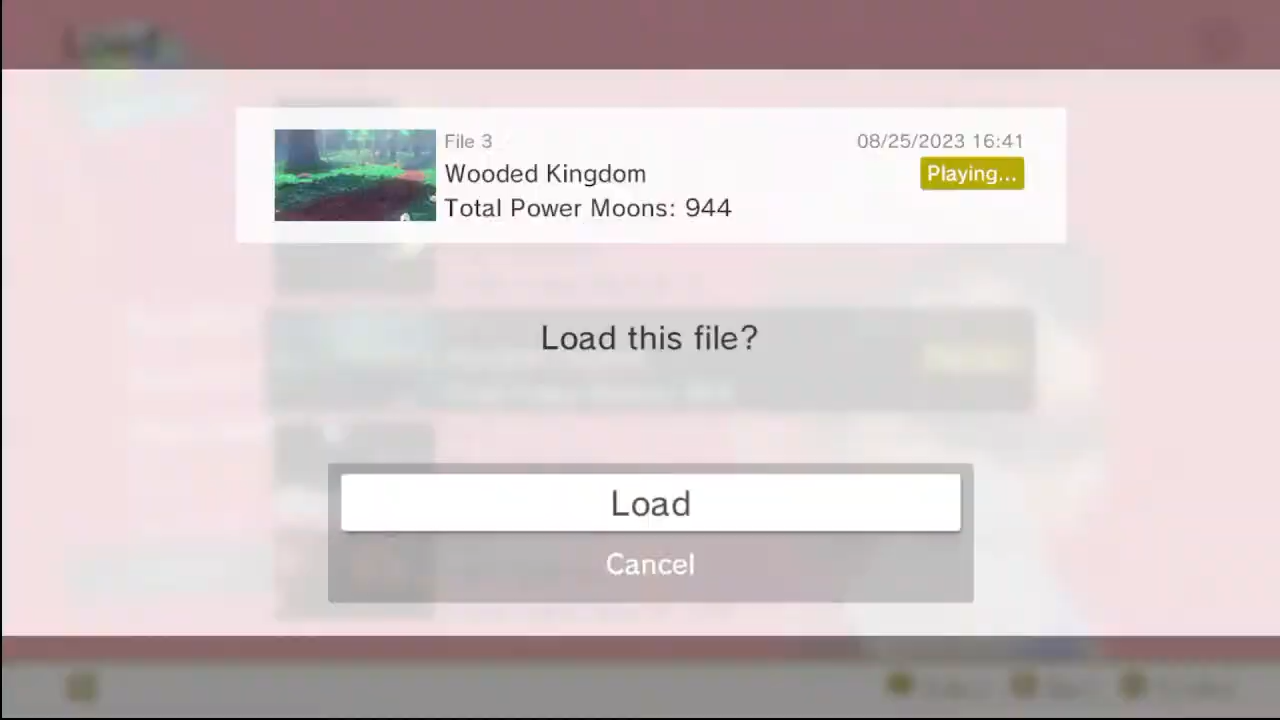 File 3
08/25/2023 16:41
Wooded Kingdom
Playing...
Total Power Moons: 944
Load this file?
Load
Cancel